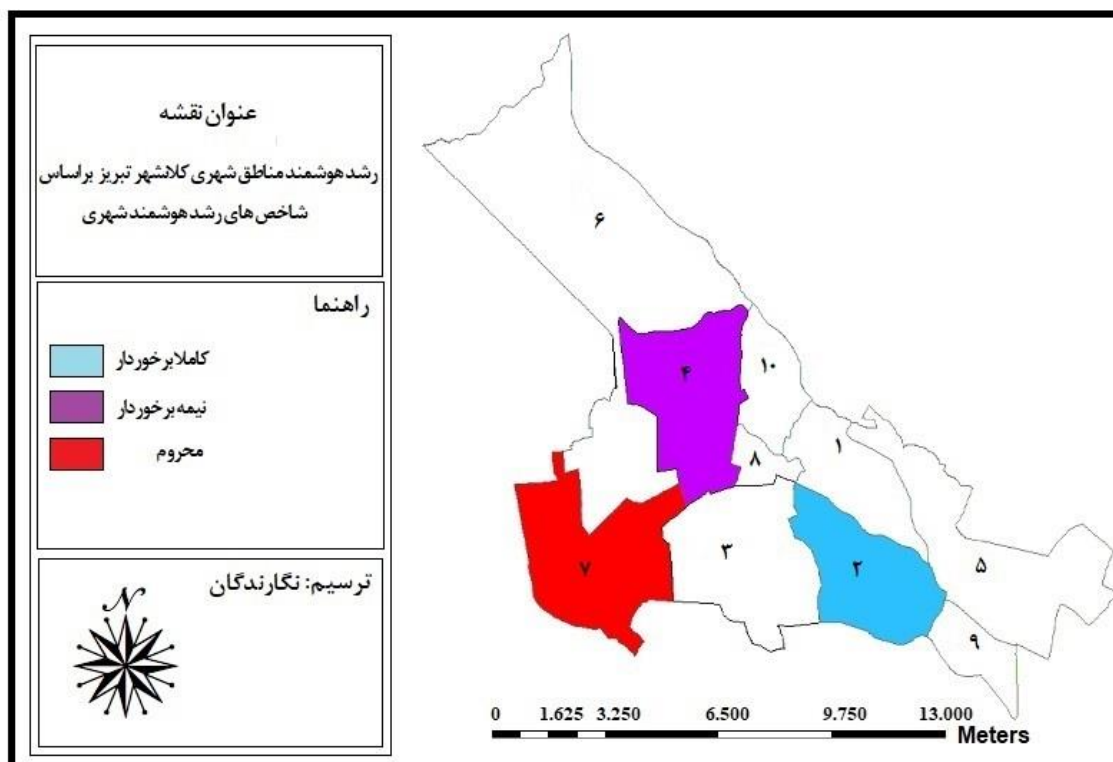 عنوان نقشه
رشد هوشمند مناطق شهری کلانشهر تبریز براساس
شاخص های رشد هوشمند شهری
راهنما
کاملا برخوردار
نیمه برخوردار
محروم
ترسیم: نگارندگان
N
۶
۴
۱۰
۱
۸
۳
۲
۵
۷
۹
0 1.625 3.250 6.500 9.750 13.000
Meters